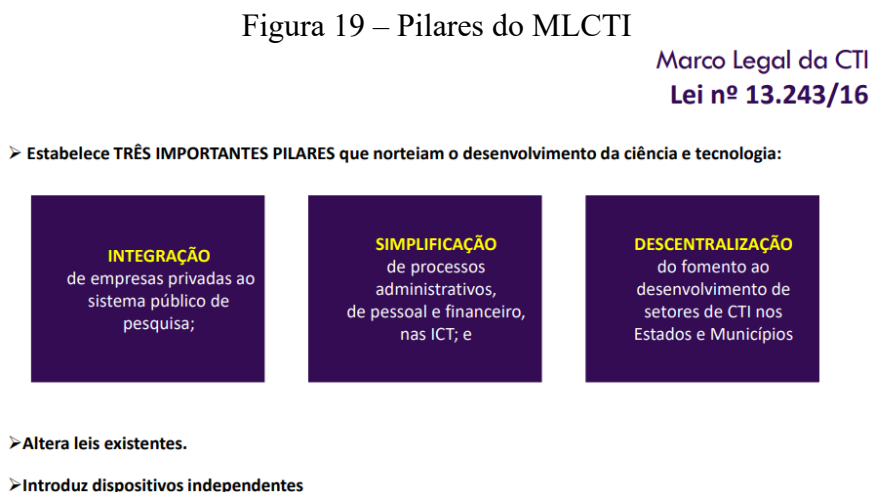 Figura 19 – Pilares do MLCTI
Marco Legal da CTI
Lei nº 13.243/16
➢ Estabelece TRÊS IMPORTANTES PILARES que norteiam o desenvolvimento da ciência e tecnologia:
INTEGRAÇÃO
de empresas privadas ao
sistema público de
pesquisa;
SIMPLIFICAÇÃO
de processos
administrativos,
de pessoal e financeiro,
nas ICT; e
DESCENTRALIZAÇÃO
do fomento ao
desenvolvimento de
setores de CTI nos
Estados e Municípios
➢Altera leis existentes.
➢Introduz dispositivos independentes